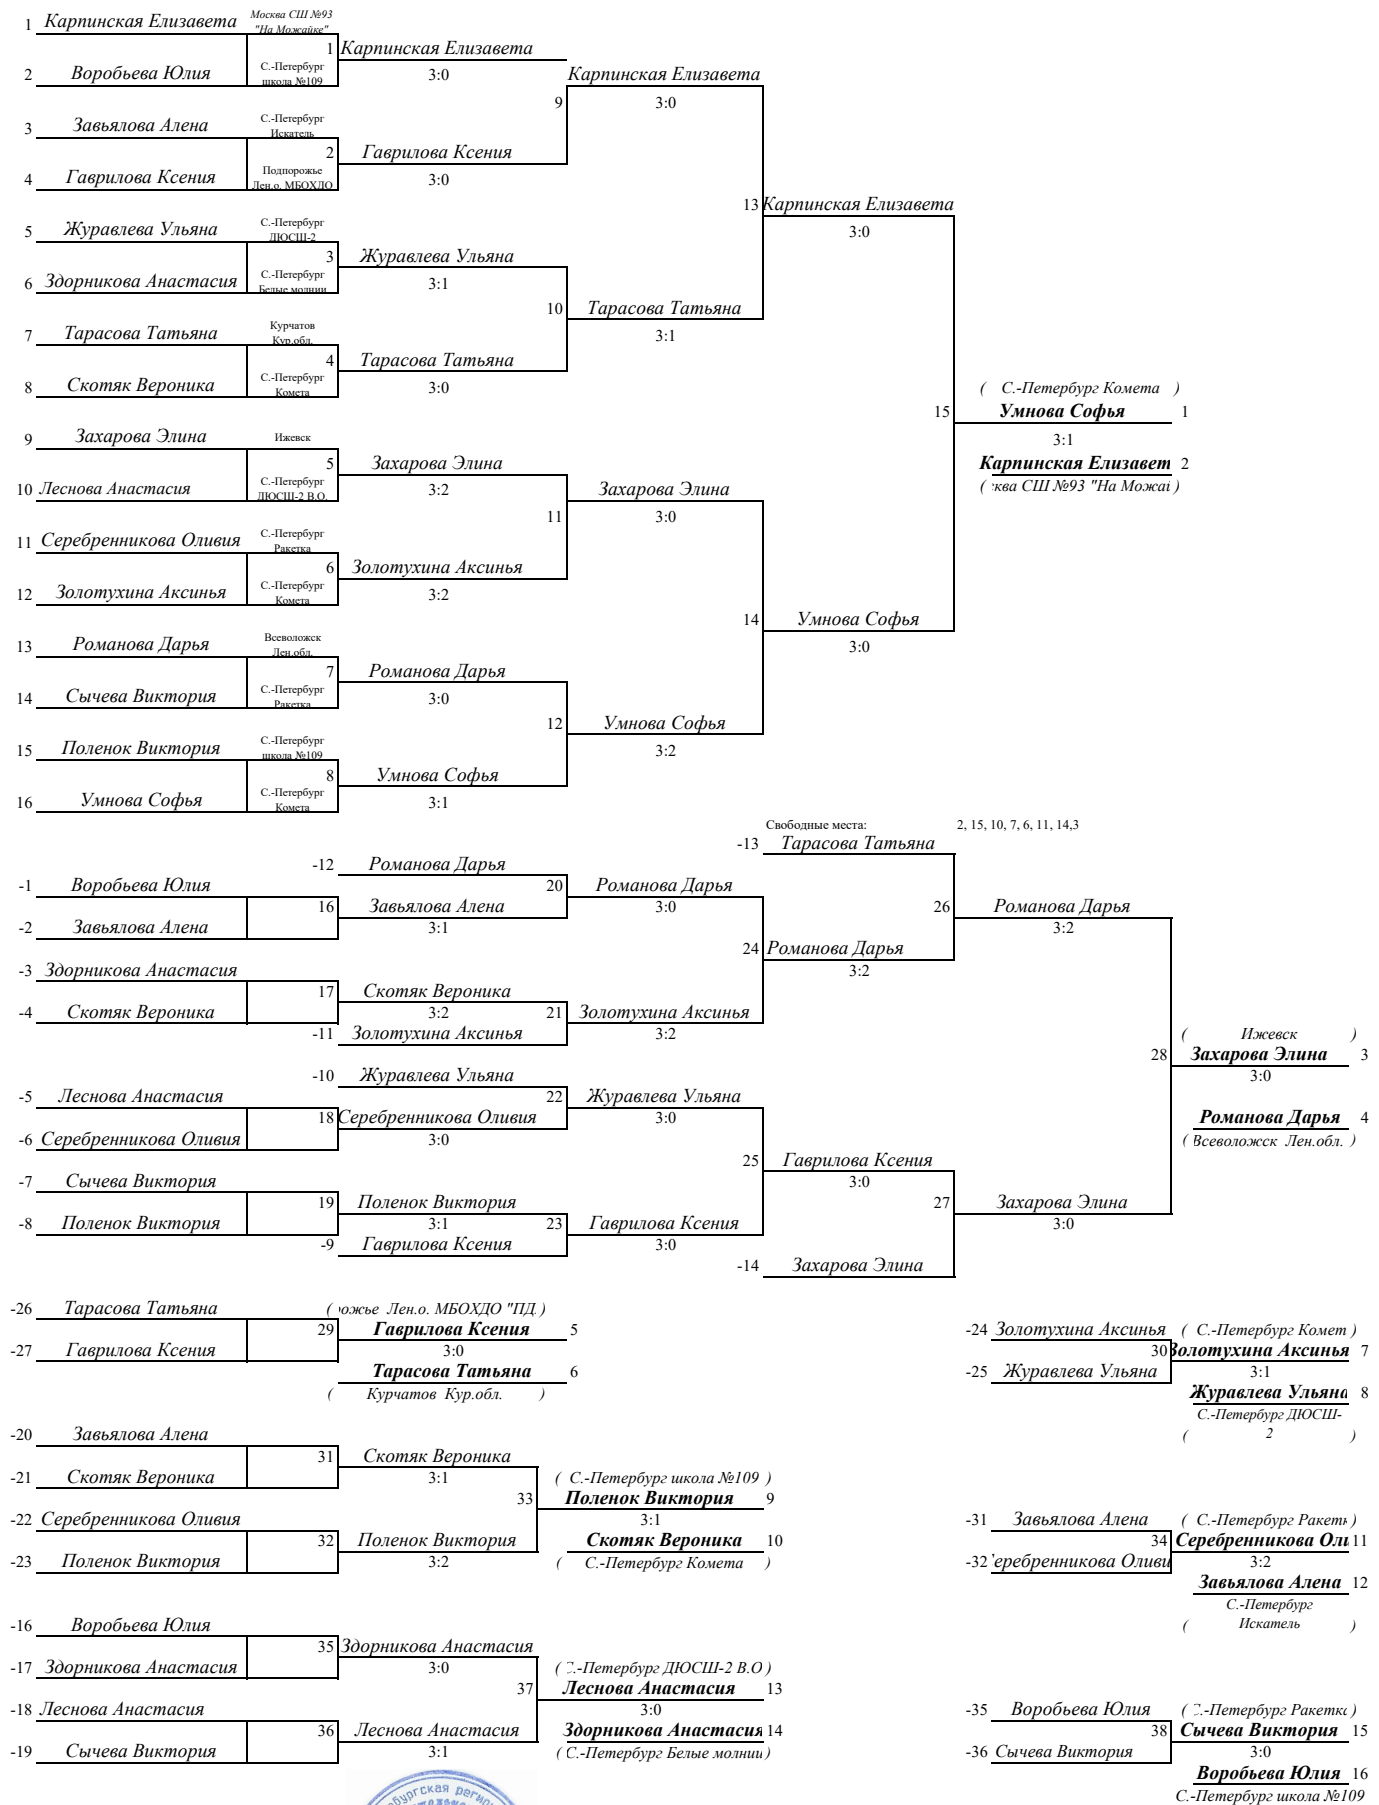 1 Карпинская Елизавета Москва СШ №93
"На Можайке"
1 Карпинская Елизавета
2 Воробьева Юлия С.-Петербург
школа №109
3:0 Карпинская Елизавета
9 3:0
3 Завьялова Алена С.-Петербург
Искатель
2 Гаврилова Ксения
4 Гаврилова Ксения Подпорожье
Лен.о. МБОХДО
3:0
13 Карпинская Елизавета
3:0
5 Журавлева Ульяна С.-Петербург
ДЮСШ-2
3 Журавлева Ульяна
6 Здорникова Анастасия С.-Петербург
Белые молнии
3:1
10 Тарасова Татьяна
3:1
7 Тарасова Татьяна Курчатов
Кур.обл.
4 Тарасова Татьяна
8 Скотяк Вероника С.-Петербург
Комета
3:0
( С.-Петербург Комета )
15 Умнова Софья 1
3:1
Карпинская Елизавет 2
( ква СШ №93 "На Можаі )
9 Захарова Элина Ижевск
5 Захарова Элина
10 Леснова Анастасия С.-Петербург
ДЮСШ-2 В.О.
3:2 Захарова Элина
11 3:0
11 Серебренникова Оливия С.-Петербург
Ракетка
6 Золотухина Аксинья
12 Золотухина Аксинья С.-Петербург
Комета
3:2
14 Умнова Софья
3:0
13 Романова Дарья Всеволожск
Лен.обл.
7 Романова Дарья
14 Сычева Виктория С.-Петербург
Ракетка
3:0
12 Умнова Софья
3:2
15 Поленок Виктория С.-Петербург
школа №109
8 Умнова Софья
16 Умнова Софья С.-Петербург
Комета
3:1
Свободные места: 2, 15, 10, 7, 6, 11, 14,3
-13 Тарасова Татьяна
-12 Романова Дарья
-1 Воробьева Юлия 20 Романова Дарья
16 Завьялова Алена 3:0 26 Романова Дарья
-2 Завьялова Алена 3:1 3:2
24 Романова Дарья
3:2
-3 Здорникова Анастасия
17 Скотяк Вероника
-4 Скотяк Вероника 3:2 21 Золотухина Аксинья
-11 Золотухина Аксинья 3:2
( Ижевск )
28 Захарова Элина 3
3:0
-10 Журавлева Ульяна
-5 Леснова Анастасия 22 Журавлева Ульяна
18 Серебренникова Оливия 3:0
-6 Серебренникова Оливия 3:0
Романова Дарья 4
( Всеволожск Лен.обл. )
25 Гаврилова Ксения
3:0
-7 Сычева Виктория
19 Поленок Виктория 27 Захарова Элина
-8 Поленок Виктория 3:1 23 Гаврилова Ксения 3:0
-9 Гаврилова Ксения 3:0
-14 Захарова Элина
-26 Тарасова Татьяна ( ожье Лен.о. МБОХДО "ПД )
29 Гаврилова Ксения 5
-27 Гаврилова Ксения 3:0
Тарасова Татьяна 6
( Курчатов Кур.обл. )
-24 Золотухина Аксинья ( С.-Петербург Комет )
30 Золотухина Аксинья 7
-25 Журавлева Ульяна 3:1
Журавлева Ульяна 8
С.-Петербург ДЮСШ-
( 2 )
-20 Завьялова Алена
31 Скотяк Вероника
-21 Скотяк Вероника 3:1 ( С.-Петербург школа №109 )
33 Поленок Виктория 9
3:1
-22 Серебренникова Оливия
32 Поленок Виктория Скотяк Вероника 10
-23 Поленок Виктория 3:2 ( С.-Петербург Комета )
-31 Завьялова Алена ( С.-Петербург Ракетк )
34 Серебренникова Оли 11
-32 еребренникова Оливи 3:2
Завьялова Алена 12
С.-Петербург
( Искатель )
-16 Воробьева Юлия
35 Здорникова Анастасия
-17 Здорникова Анастасия 3:0 ( С.-Петербург ДЮСШ-2 В.О )
37 Леснова Анастасия 13
3:0
-18 Леснова Анастасия
36 Леснова Анастасия Здорникова Анастасия 14
-19 Сычева Виктория 3:1 ( С.-Петербург Белые молнии )
-35 Воробьева Юлия ( С.-Петербург Ракетка )
38 Сычева Виктория 15
-36 Сычева Виктория 3:0
Воробьева Юлия 16
С.-Петербург школа №109